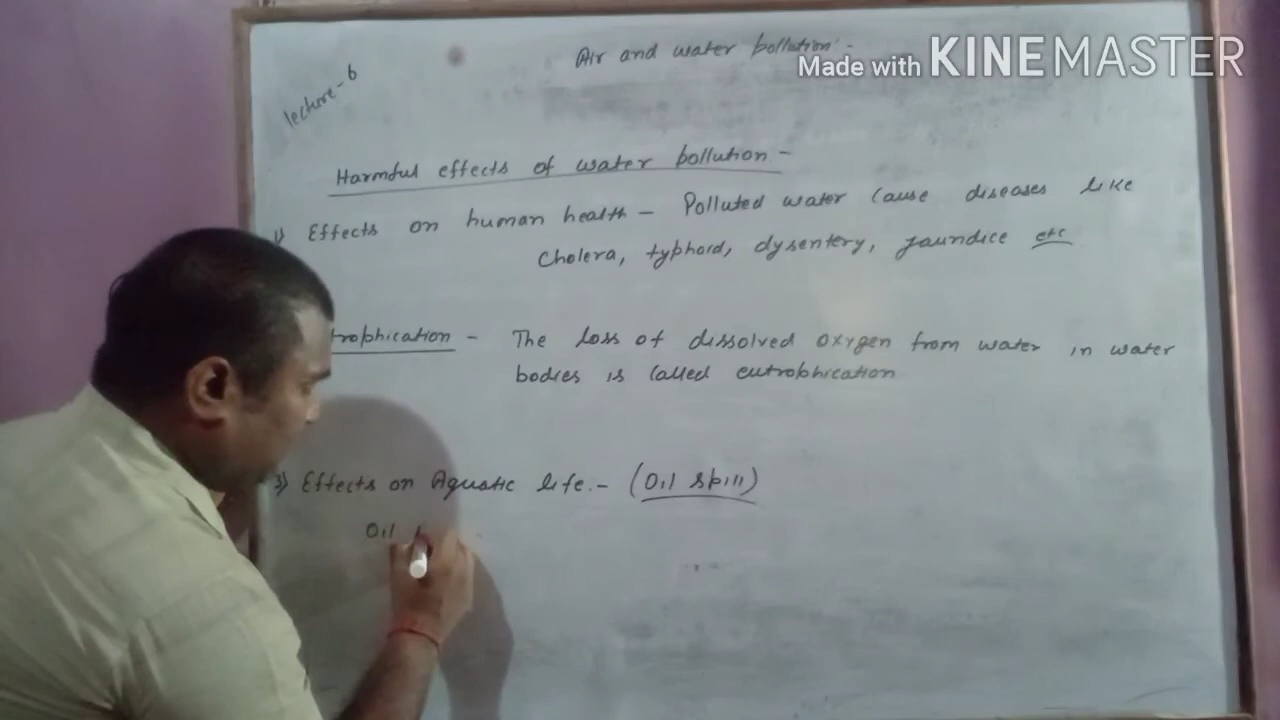 Air and water pollution -
Made with KINEMASTER
lecture - 6
Harmful effects of water pollution -
1) Effects on human health - Polluted water cause diseases like
Cholera, typhoid, dysentery, jaundice etc
trophication - The loss of dissolved oxygen from water in water
bodies is called eutrophication
3) Effects on Aquatic life. - (Oil spill)
Oil